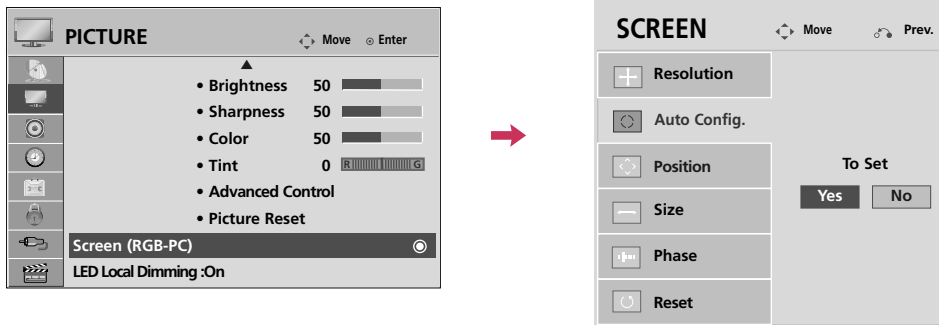 PICTURE
Move
Enter
• Brightness 50
• Sharpness 50
• Color 50
• Tint 0 R G
• Advanced Control
• Picture Reset
Screen (RGB-PC)
LED Local Dimming :On
SCREEN
Move
Prev.
Resolution
Auto Config.
Position
Size
Phase
Reset
To Set
Yes No